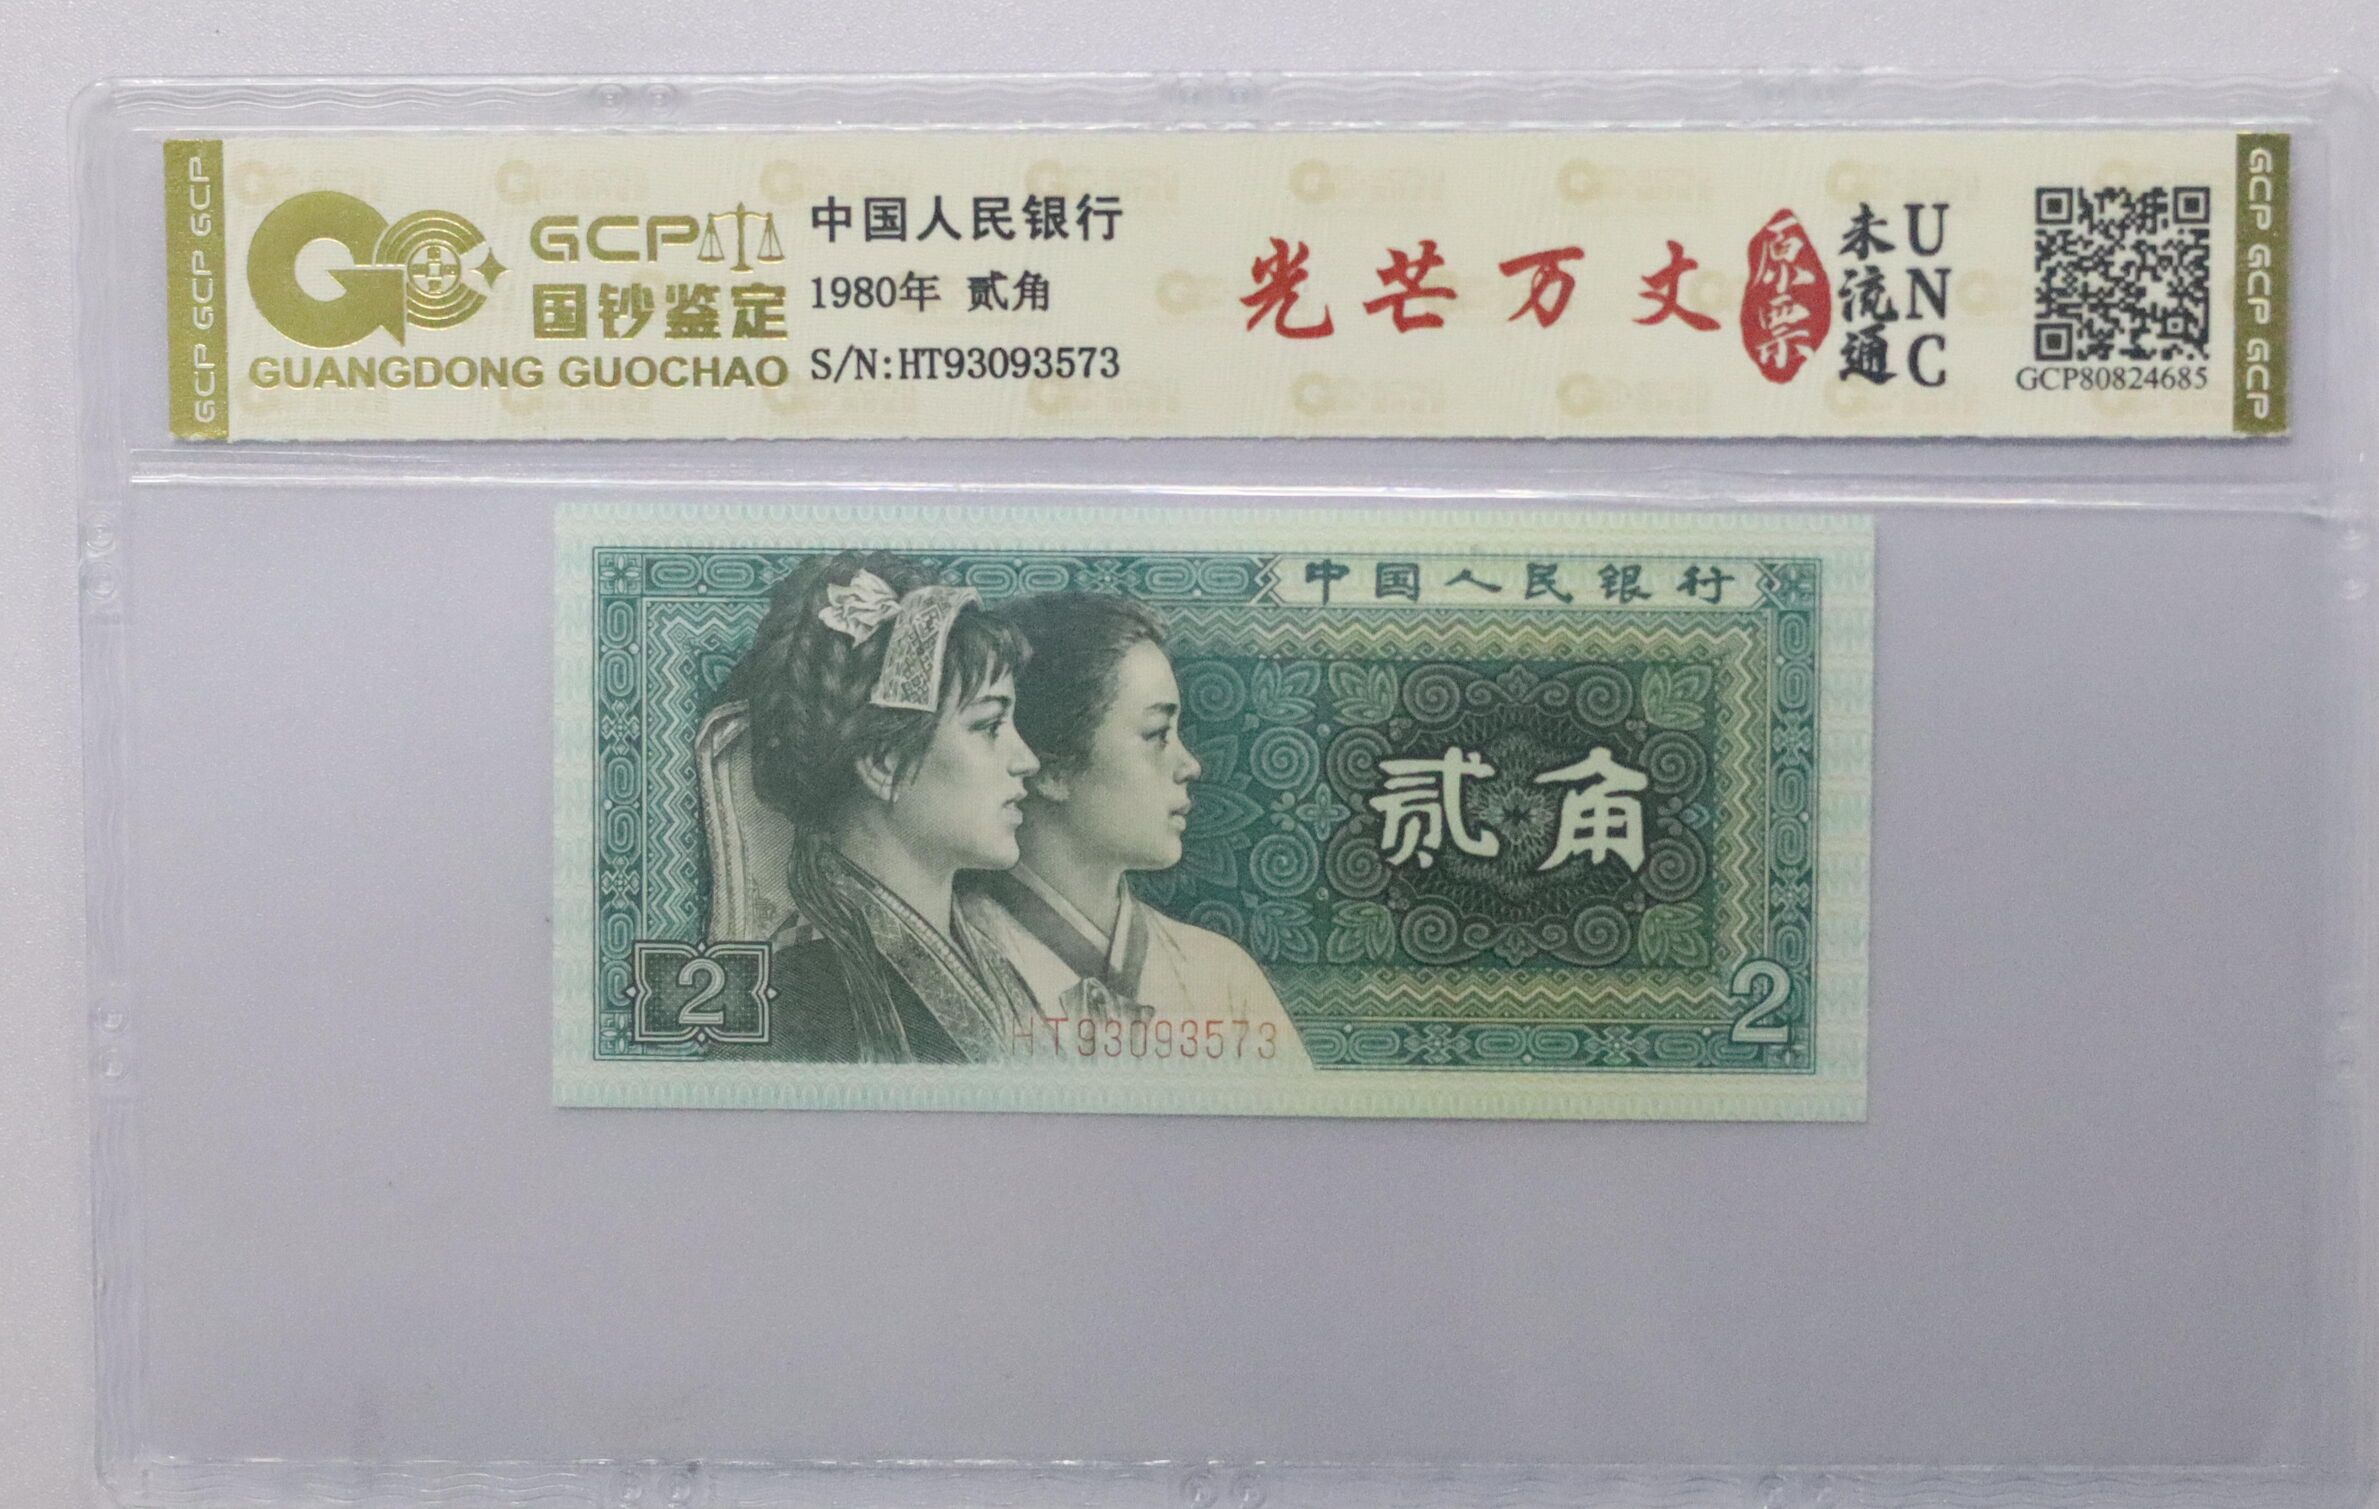 GCP GCP GCP
GCP
国钞鉴定
GUANGDONG GUOCHAO
中国人民银行
1980年 贰角
S/N:HT93093573
光芒万丈
原票
未流通
UNC
GCP80824685
GCP GCP GCP
中国人民银行
贰角
2
2
HT93093573